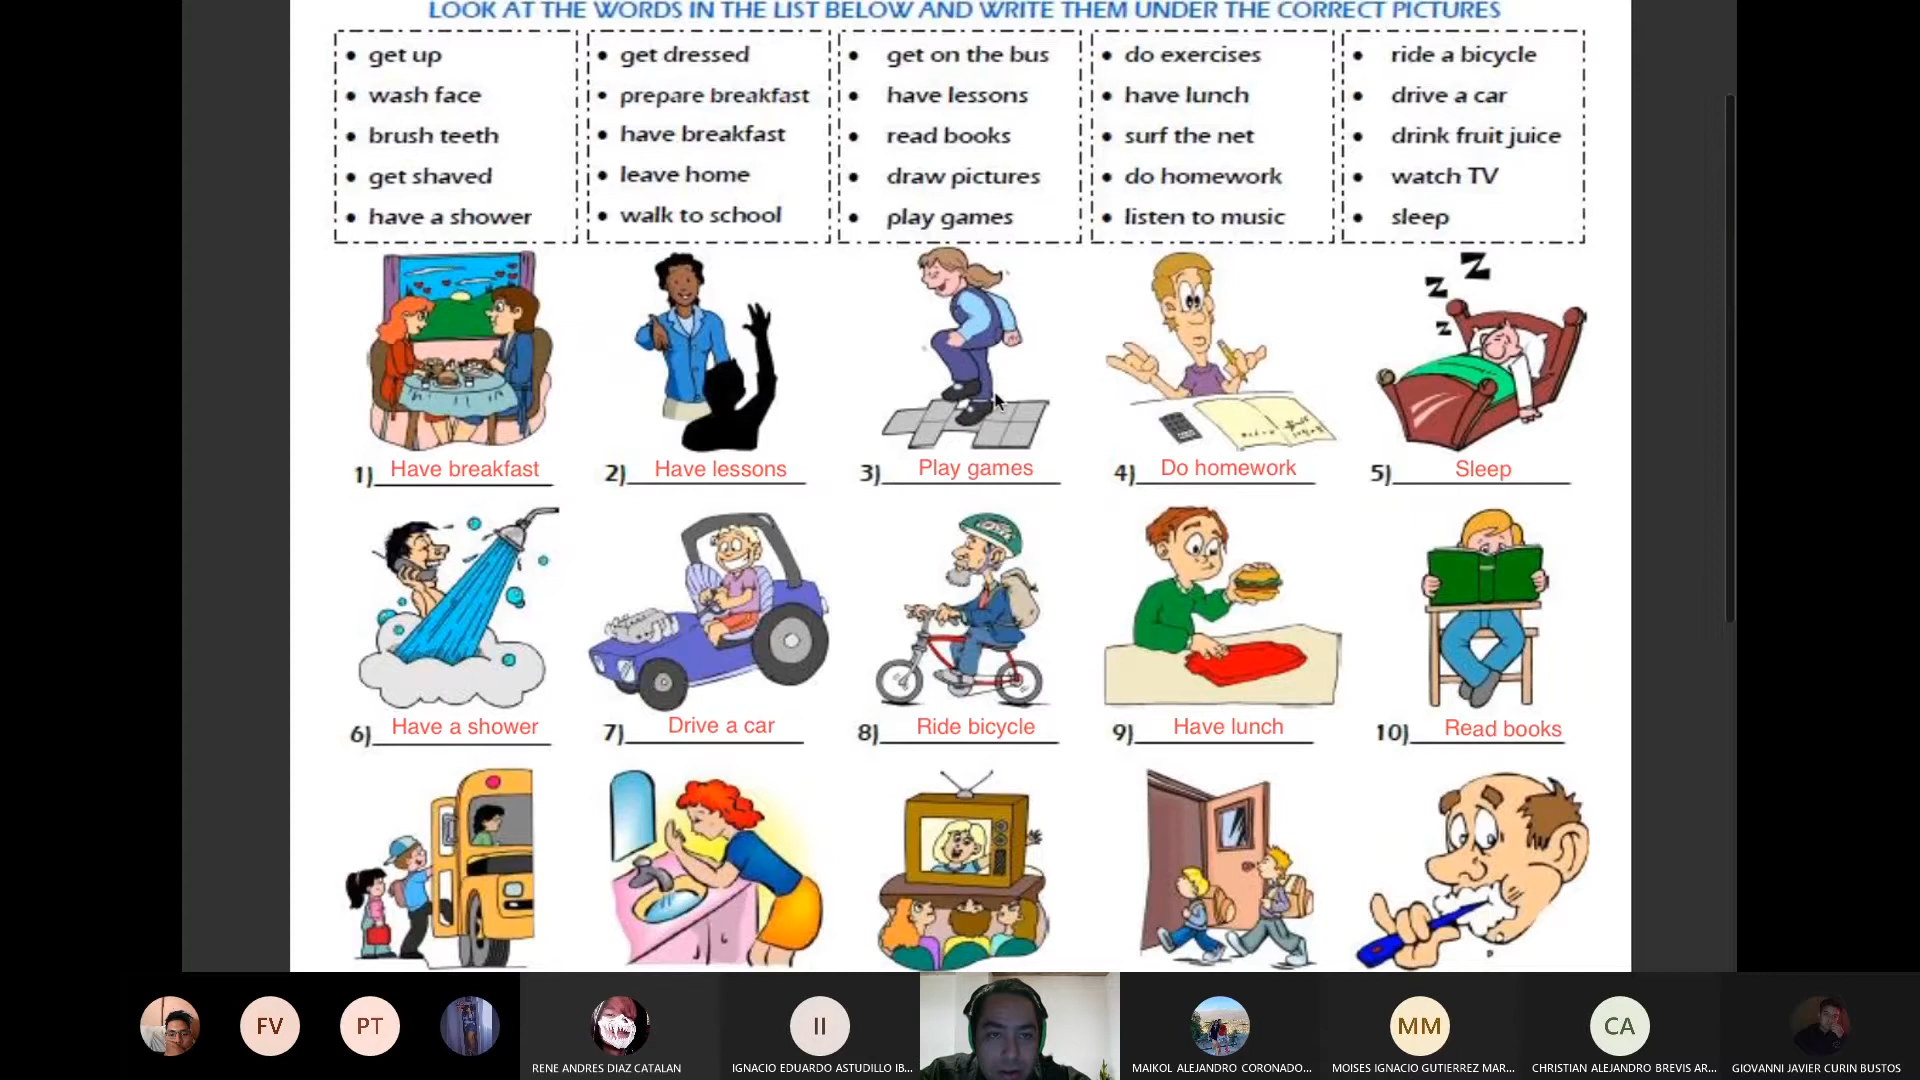 LOOK AT THE WORDS IN THE LIST BELOW AND WRITE THEM UNDER THE CORRECT PICTURES
• get up
• wash face
• brush teeth
• get shaved
• have a shower
• get dressed
• prepare breakfast
• have breakfast
• leave home
• walk to school
• get on the bus
• have lessons
• read books
• draw pictures
• play games
• do exercises
• have lunch
• surf the net
• do homework
• listen to music
• ride a bicycle
• drive a car
• drink fruit juice
• watch TV
• sleep
z z Z
1) Have breakfast
2) Have lessons
3) Play games
4) Do homework
5) Sleep
6) Have a shower
7) Drive a car
8) Ride bicycle
9) Have lunch
10) Read books
FV
PT
RENE ANDRES DIAZ CATALAN
II
IGNACIO EDUARDO ASTUDILLO IB...
MAIKOL ALEJANDRO CORONADO...
MM
MOISES IGNACIO GUTIERREZ MAR...
CA
CHRISTIAN ALEJANDRO BREVIS AR...
GIOVANNI JAVIER CURIN BUSTOS